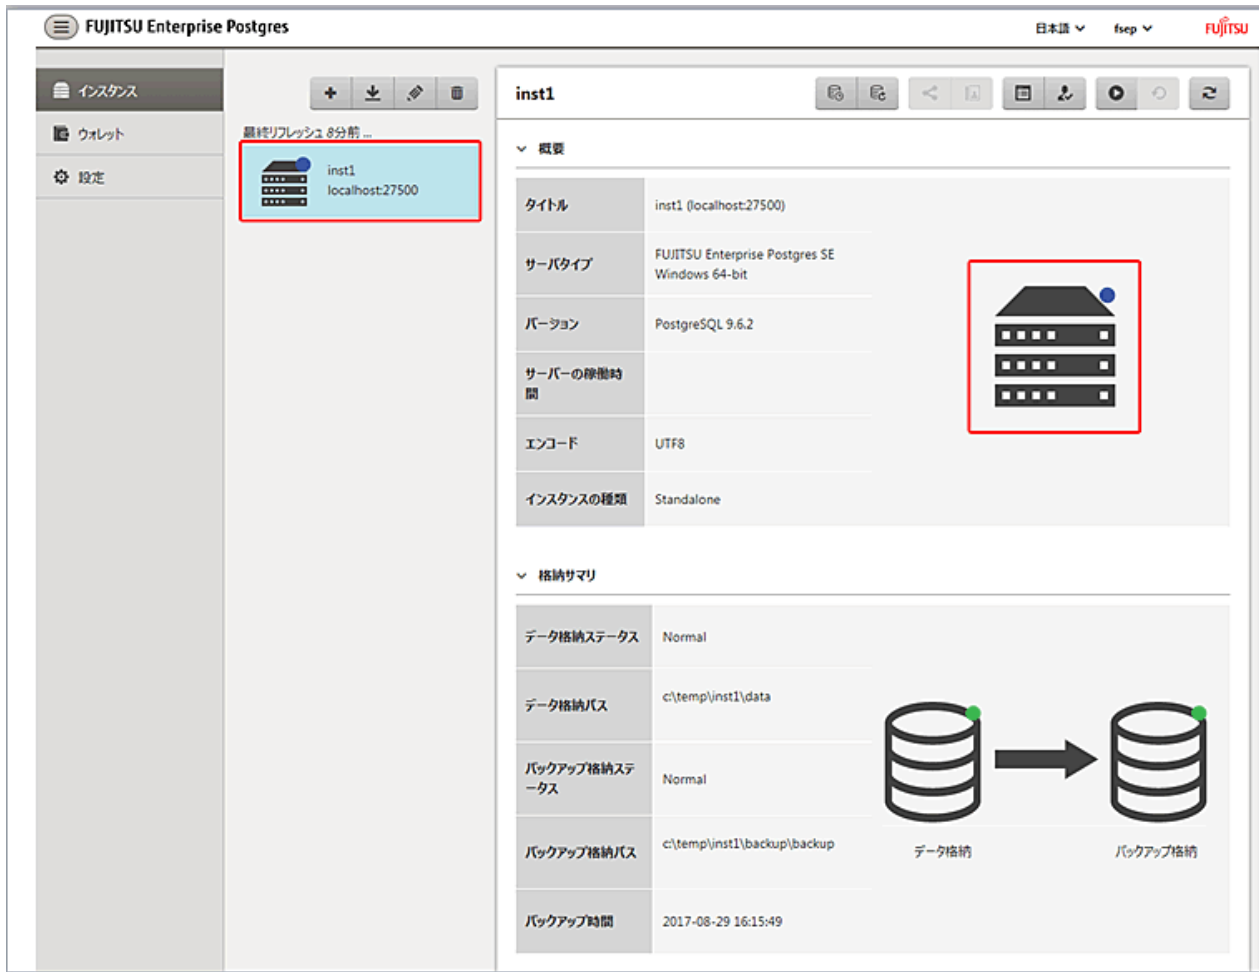 FUJITSU Enterprise Postgres
日本語
fsep
FUJITSU
インスタンス
ウォレット
設定
最終リフレッシュ 8分前 ...
inst1
localhost:27500
inst1
概要
タイトル
inst1 (localhost:27500)
サーバタイプ
FUJITSU Enterprise Postgres SE
Windows 64-bit
バージョン
PostgreSQL 9.6.2
サーバーの稼働時
間
エンコード
UTF8
インスタンスの種類
Standalone
格納サマリ
データ格納ステータス
Normal
データ格納パス
c:\temp\inst1\data
バックアップ格納ステ
ータス
Normal
バックアップ格納パス
c:\temp\inst1\backup\backup
バックアップ時間
2017-08-29 16:15:49
データ格納
バックアップ格納